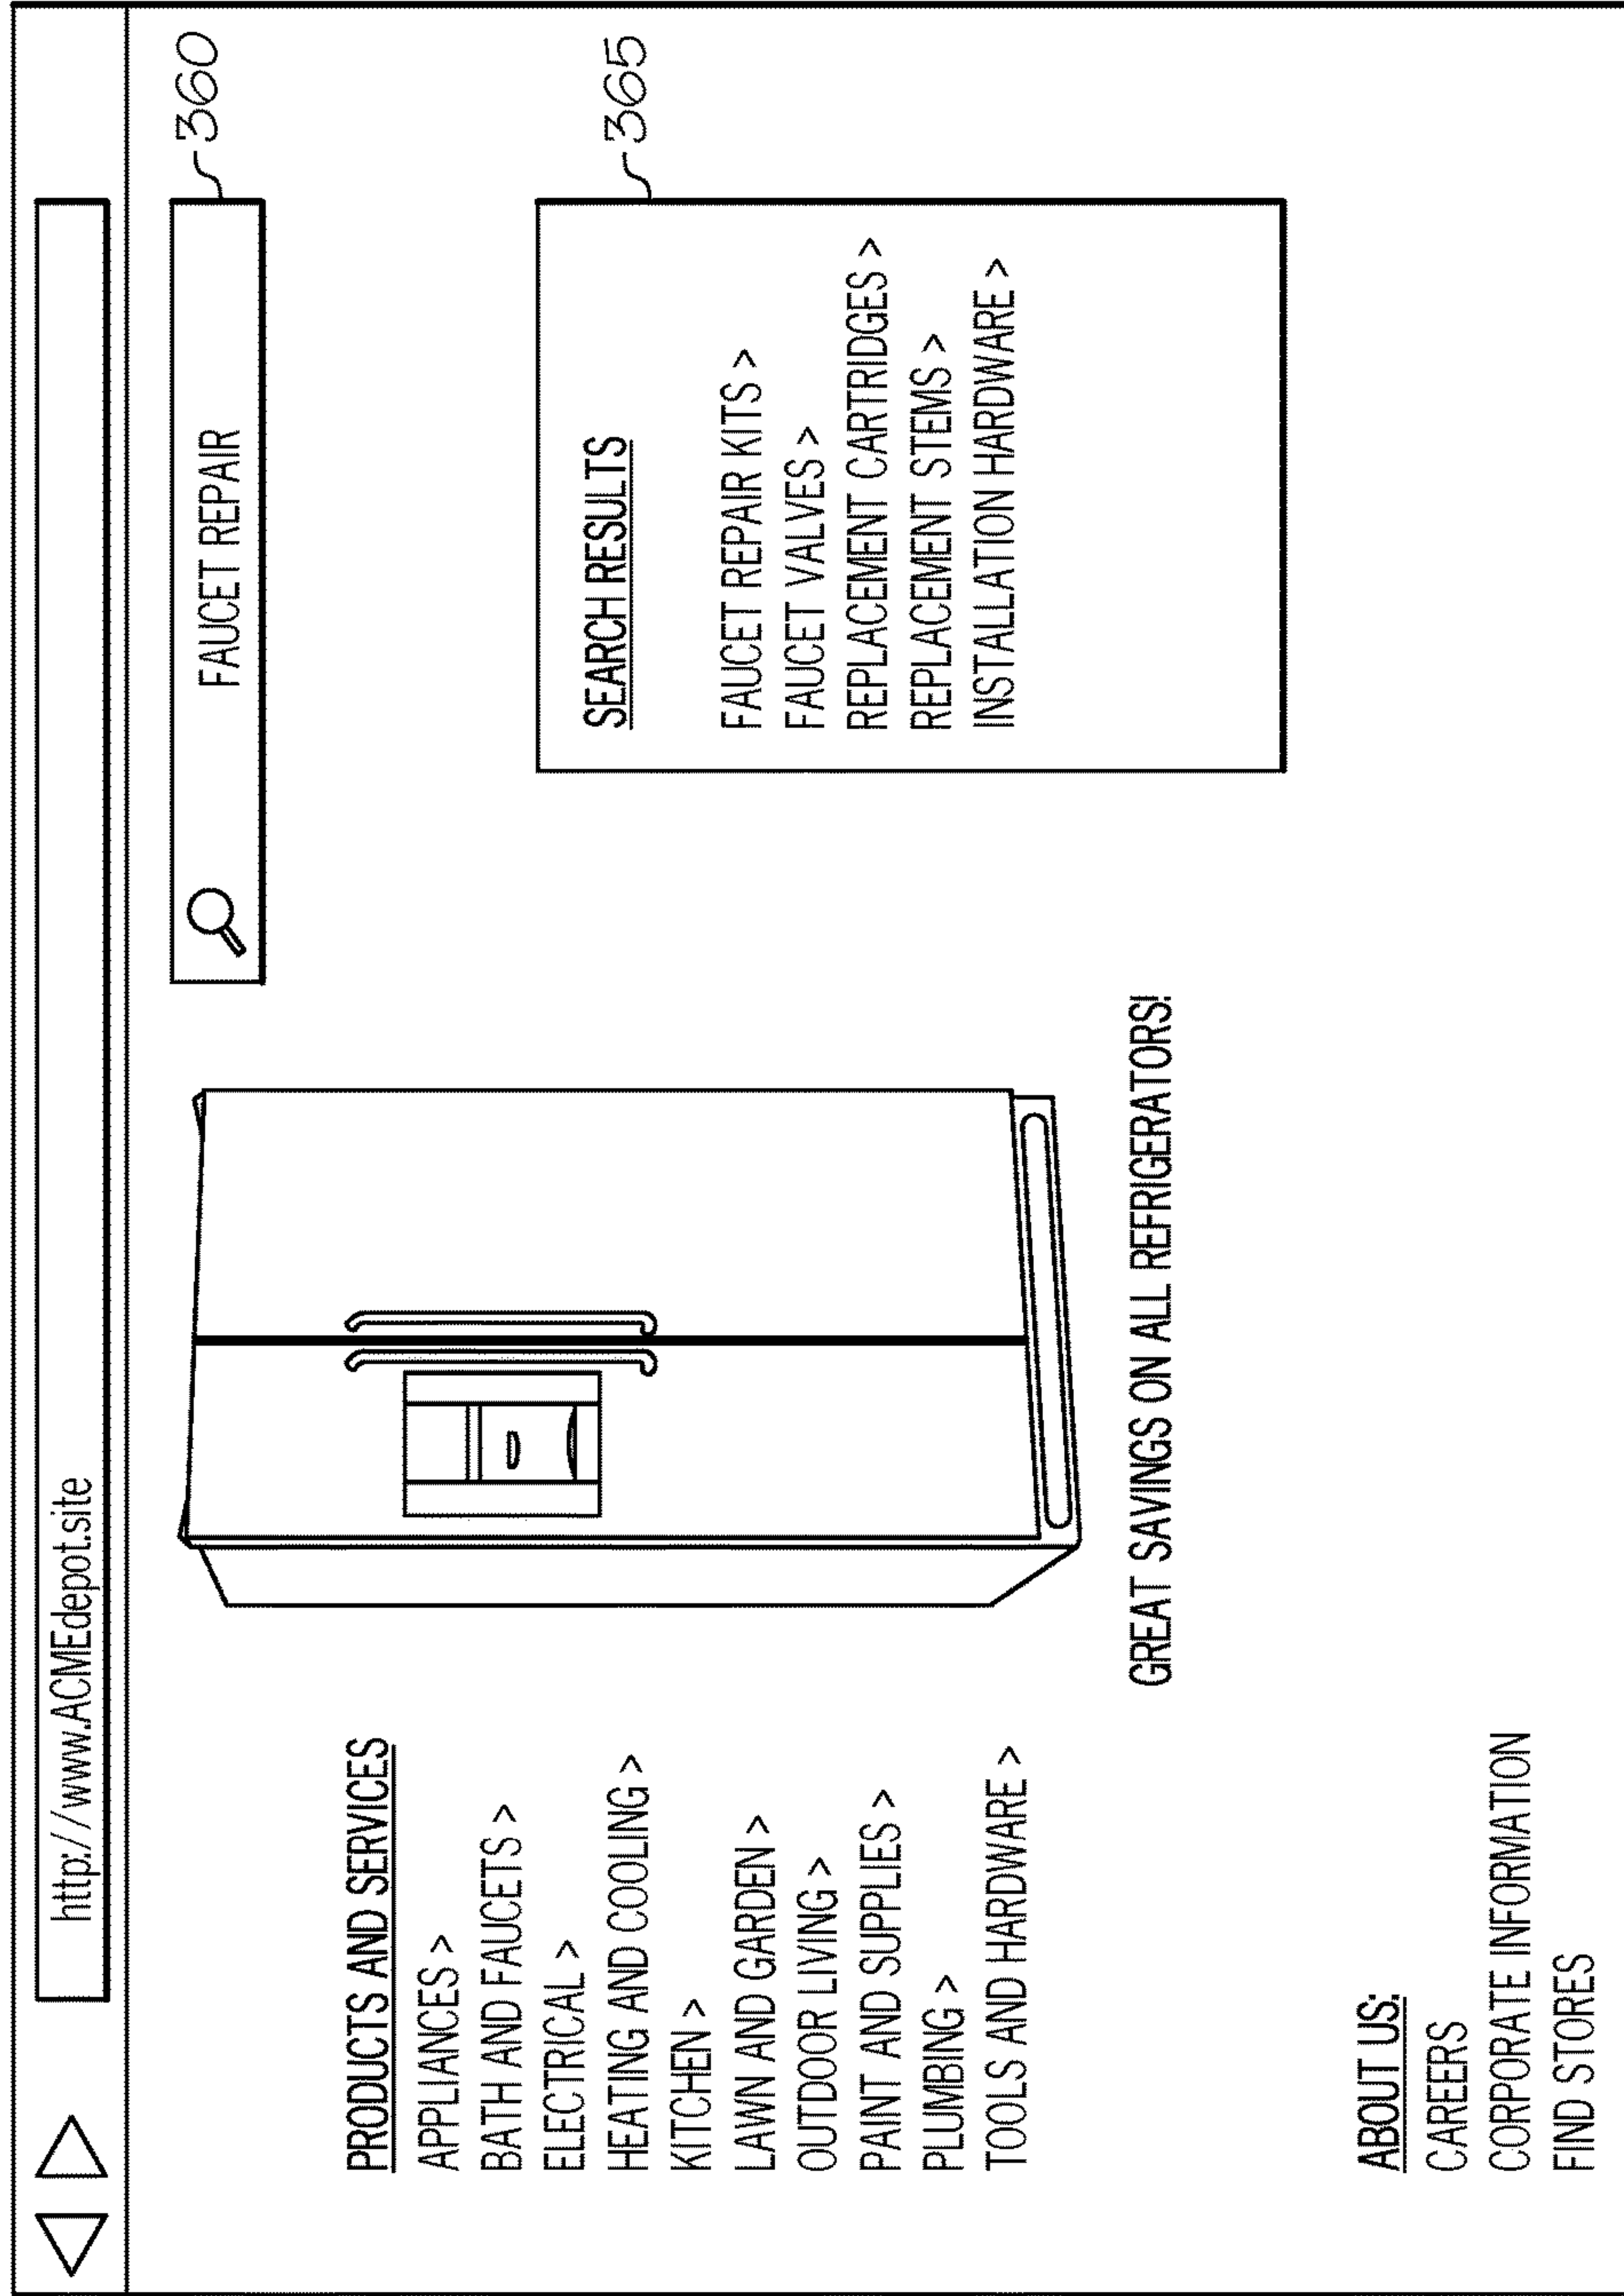 http://www.ACMEdepot.site
FAUCET REPAIR
360
PRODUCTS AND SERVICES
APPLIANCES >
BATH AND FAUCETS >
ELECTRICAL >
HEATING AND COOLING >
KITCHEN >
LAWN AND GARDEN >
OUTDOOR LIVING >
PAINT AND SUPPLIES >
PLUMBING >
TOOLS AND HARDWARE >
GREAT SAVINGS ON ALL REFRIGERATORS!
365
SEARCH RESULTS
FAUCET REPAIR KITS >
FAUCET VALVES >
REPLACEMENT CARTRIDGES >
REPLACEMENT STEMS >
INSTALLATION HARDWARE >
ABOUT US:
CAREERS
CORPORATE INFORMATION
FIND STORES